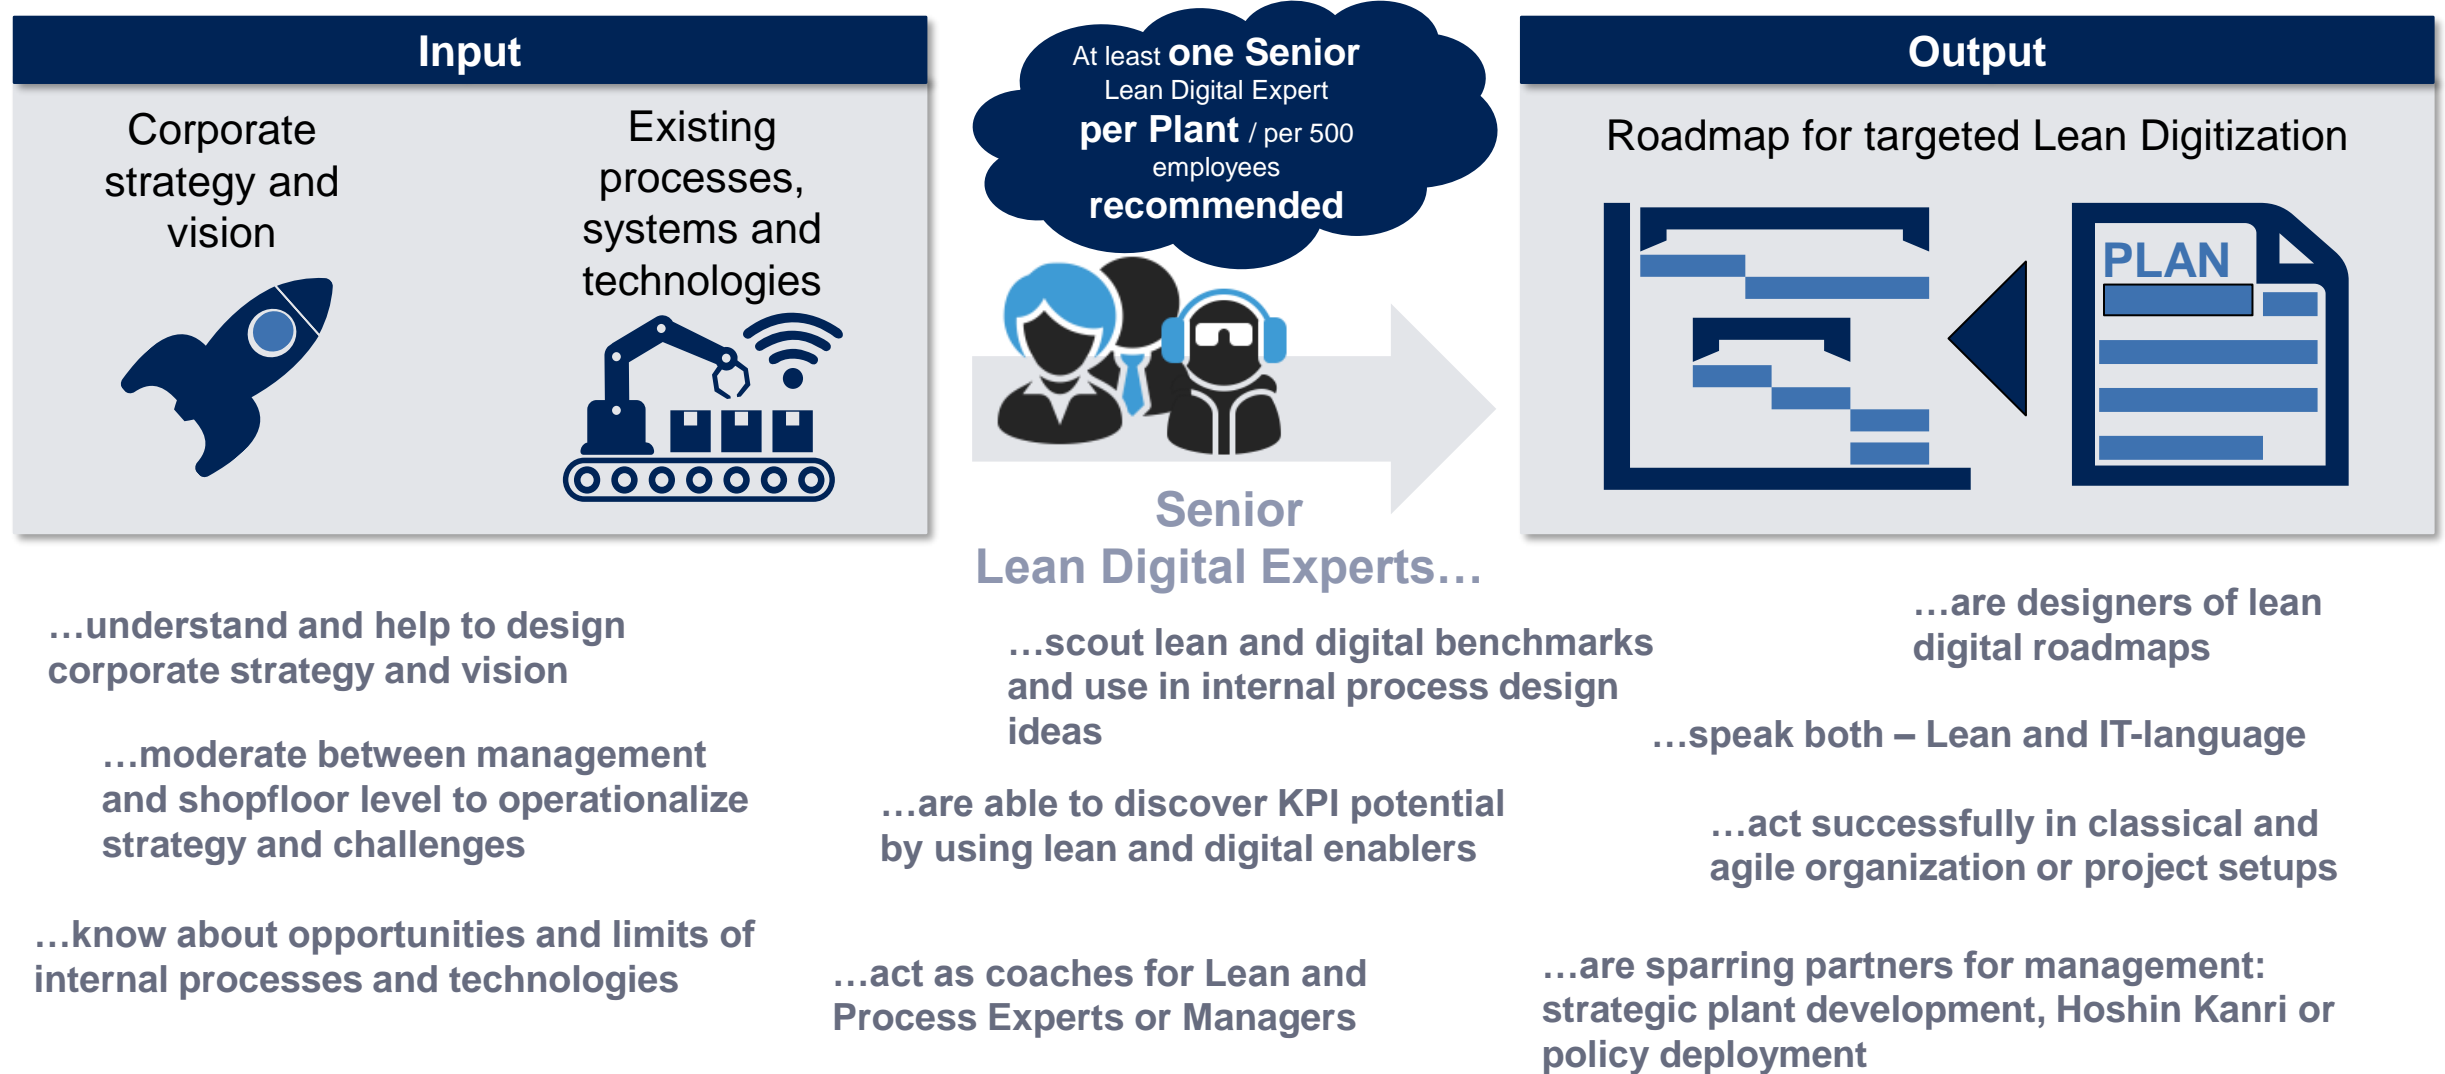 Input
Corporate
strategy and
vision
Existing
processes,
systems and
technologies
At least one Senior
Lean Digital Expert
per Plant / per 500
employees
recommended
Output
Roadmap for targeted Lean Digitization
PLAN
Senior
Lean Digital Experts…
…understand and help to design
corporate strategy and vision
…moderate between management
and shopfloor level to operationalize
strategy and challenges
…know about opportunities and limits of
internal processes and technologies
…scout lean and digital benchmarks
and use in internal process design
ideas
…are able to discover KPI potential
by using lean and digital enablers
…act as coaches for Lean and
Process Experts or Managers
…are designers of lean
digital roadmaps
…speak both – Lean and IT-language
…act successfully in classical and
agile organization or project setups
…are sparring partners for management:
strategic plant development, Hoshin Kanri or
policy deployment